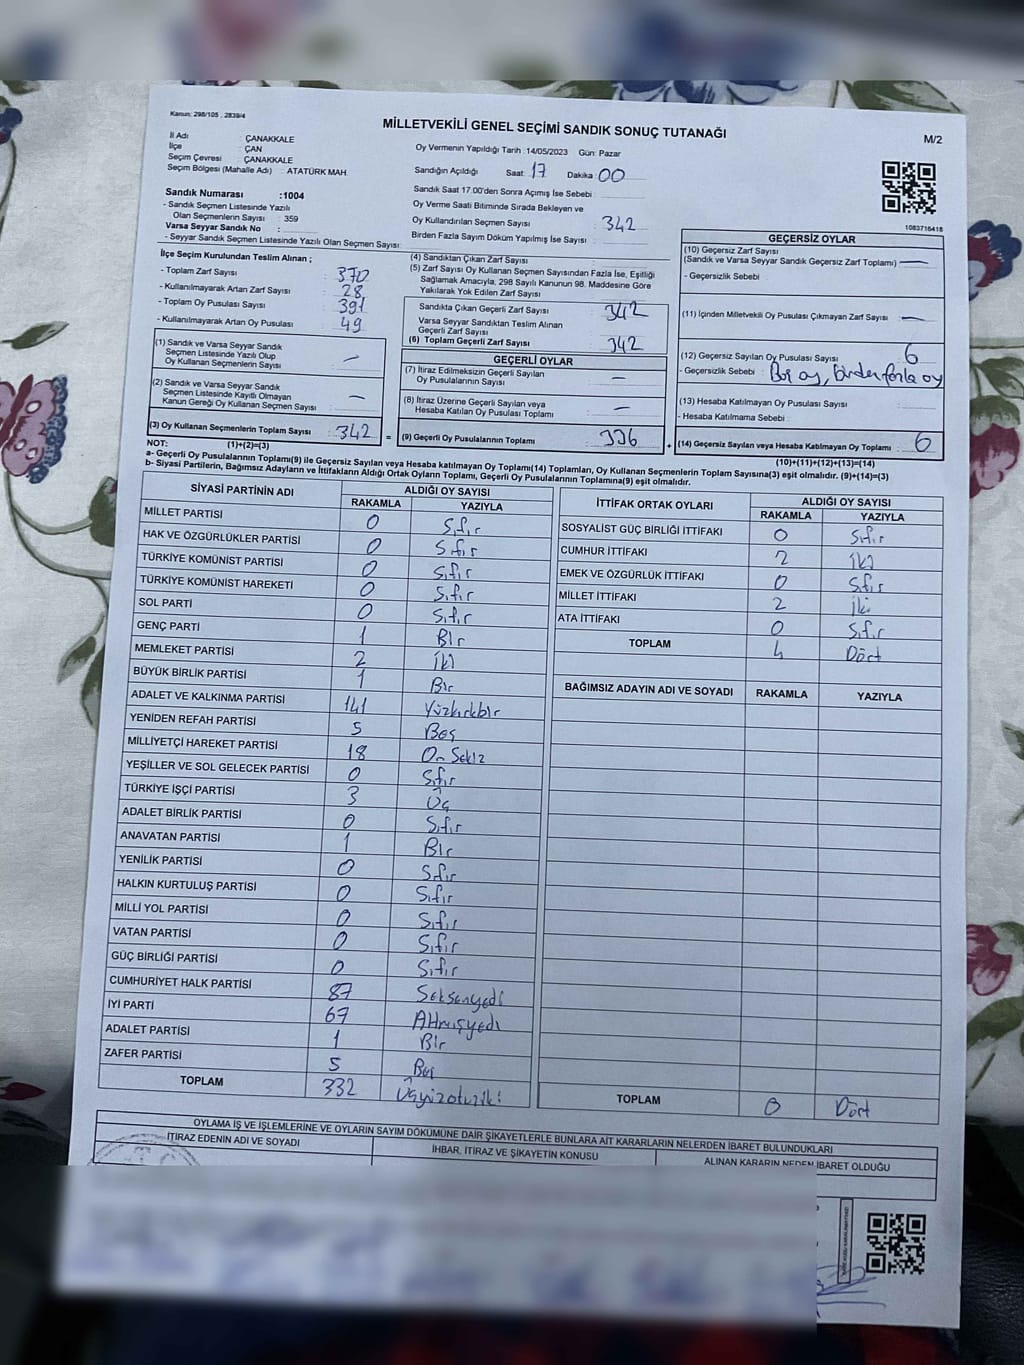 Kanun: 298/105 , 2839/4
MİLLETVEKİLİ GENEL SEÇİMİ SANDIK SONUÇ TUTANAĞI
M/2
İl Adı : ÇANAKKALE
İlçe : ÇAN
Seçim Çevresi : ÇANAKKALE
Seçim Bölgesi (Mahalle Adı) : ATATÜRK MAH.
Oy Vermenin Yapıldığı Tarih :14/05/2023 Gün: Pazar
Sandığın Açıldığı Saat: 17 Dakika 00
Sandık Saat 17.00'den Sonra Açımış İse Sebebi :
Sandık Numarası :1004
- Sandık Seçmen Listesinde Yazılı
Olan Seçmenlerin Sayısı : 359
Varsa Seyyar Sandık No :
- Seyyar Sandık Seçmen Listesinde Yazılı Olan Seçmen Sayısı:
Oy Verme Saati Bitiminde Sırada Bekleyen ve
Oy Kullandırılan Seçmen Sayısı : 342
Birden Fazla Sayım Döküm Yapılmış İse Sayısı :
1083716418
İlçe Seçim Kurulundan Teslim Alınan ;
- Toplam Zarf Sayısı : 370
- Kullanılmayarak Artan Zarf Sayısı : 28
- Toplam Oy Pusulası Sayısı : 391
- Kullanılmayarak Artan Oy Pusulası : 49
(1) Sandık ve Varsa Seyyar Sandık
Seçmen Listesinde Yazılı Olup
Oy Kullanan Seçmenlerin Sayısı : —
(2) Sandık ve Varsa Seyyar Sandık
Seçmen Listesinde Kayıtlı Olmayan
Kanun Gereği Oy Kullanan Seçmen Sayısı : —
(3) Oy Kullanan Seçmenlerin Toplam Sayısı : 342
(4) Sandıktan Çıkan Zarf Sayısı :
(5) Zarf Sayısı Oy Kullanan Seçmen Sayısından Fazla İse, Eşitliği
Sağlamak Amacıyla, 298 Sayılı Kanunun 98. Maddesine Göre
Yakılarak Yok Edilen Zarf Sayısı :
Sandıkta Çıkan Geçerli Zarf Sayısı : 342
Varsa Seyyar Sandıktan Teslim Alınan
Geçerli Zarf Sayısı :
(6) Toplam Geçerli Zarf Sayısı : 342
GEÇERLİ OYLAR
(7) İtiraz Edilmeksizin Geçerli Sayılan
Oy Pusulalarının Sayısı : —
(8) İtiraz Üzerine Geçerli Sayılan veya
Hesaba Katılan Oy Pusulası Toplamı : —
= (9) Geçerli Oy Pusulalarının Toplamı : 336
GEÇERSİZ OYLAR
(10) Geçersiz Zarf Sayısı
(Sandık ve Varsa Seyyar Sandık Geçersiz Zarf Toplamı) : —
- Geçersizlik Sebebi :
(11) İçinden Milletvekili Oy Pusulası Çıkmayan Zarf Sayısı : —
(12) Geçersiz Sayılan Oy Pusulası Sayısı : 6
- Geçersizlik Sebebi : Boş oy, birden fazla oy
(13) Hesaba Katılmayan Oy Pusulası Sayısı :
- Hesaba Katılmama Sebebi :
+ (14) Geçersiz Sayılan veya Hesaba Katılmayan Oy Toplamı : 6
NOT: (1)+(2)=(3)
(10)+(11)+(12)+(13)=(14)
a- Geçerli Oy Pusulalarının Toplamı(9) ile Geçersiz Sayılan veya Hesaba katılmayan Oy Toplamı(14) Toplamları, Oy Kullanan Seçmenlerin Toplam Sayısına(3) eşit olmalıdır. (9)+(14)=(3)
b- Siyasi Partilerin, Bağımsız Adayların ve İttifakların Aldığı Oyların Toplamı, Geçerli Oy Pusulalarının Toplamına(9) eşit olmalıdır.
SİYASİ PARTİNİN ADI ALDIĞI OY SAYISI
RAKAMLA YAZIYLA
MİLLET PARTİSİ 0 Sıfır
HAK VE ÖZGÜRLÜKLER PARTİSİ 0 Sıfır
TÜRKİYE KOMÜNİST PARTİSİ 0 Sıfır
TÜRKİYE KOMÜNİST HAREKETİ 0 Sıfır
SOL PARTİ 0 Sıfır
GENÇ PARTİ 1 Bir
MEMLEKET PARTİSİ 2 İki
BÜYÜK BİRLİK PARTİSİ 1 Bir
ADALET VE KALKINMA PARTİSİ 141 Yüzkırkbir
YENİDEN REFAH PARTİSİ 5 Beş
MİLLİYETÇİ HAREKET PARTİSİ 18 On Sekiz
YEŞİLLER VE SOL GELECEK PARTİSİ 0 Sıfır
TÜRKİYE İŞÇİ PARTİSİ 3 Üç
ADALET BİRLİK PARTİSİ 0 Sıfır
ANAVATAN PARTİSİ 1 Bir
YENİLİK PARTİSİ 0 Sıfır
HALKIN KURTULUŞ PARTİSİ 0 Sıfır
MİLLİ YOL PARTİSİ 0 Sıfır
VATAN PARTİSİ 0 Sıfır
GÜÇ BİRLİĞİ PARTİSİ 0 Sıfır
CUMHURİYET HALK PARTİSİ 87 Seksenyedi
İYİ PARTİ 67 Altmışyedi
ADALET PARTİSİ 1 Bir
ZAFER PARTİSİ 5 Beş
TOPLAM 332 Üçyüzotuziki
İTTİFAK ORTAK OYLARI ALDIĞI OY SAYISI
RAKAMLA YAZIYLA
SOSYALİST GÜÇ BİRLİĞİ İTTİFAKI 0 Sıfır
CUMHUR İTTİFAKI 2 İki
EMEK VE ÖZGÜRLÜK İTTİFAKI 0 Sıfır
MİLLET İTTİFAKI 2 İki
ATA İTTİFAKI 0 Sıfır
TOPLAM 4 Dört
BAĞIMSIZ ADAYIN ADI VE SOYADI RAKAMLA YAZIYLA
TOPLAM 0 Dört
OYLAMA İŞ VE İŞLEMLERİNE VE OYLARIN SAYIM DÖKÜMÜNE DAİR ŞİKAYETLERLE BUNLARA AİT KARARLARIN NELERDEN İBARET BULUNDUKLARI
İTİRAZ EDENİN ADI VE SOYADI İHBAR, İTİRAZ VE ŞİKAYETİN KONUSU ALINAN KARARIN NEDEN İBARET OLDUĞU